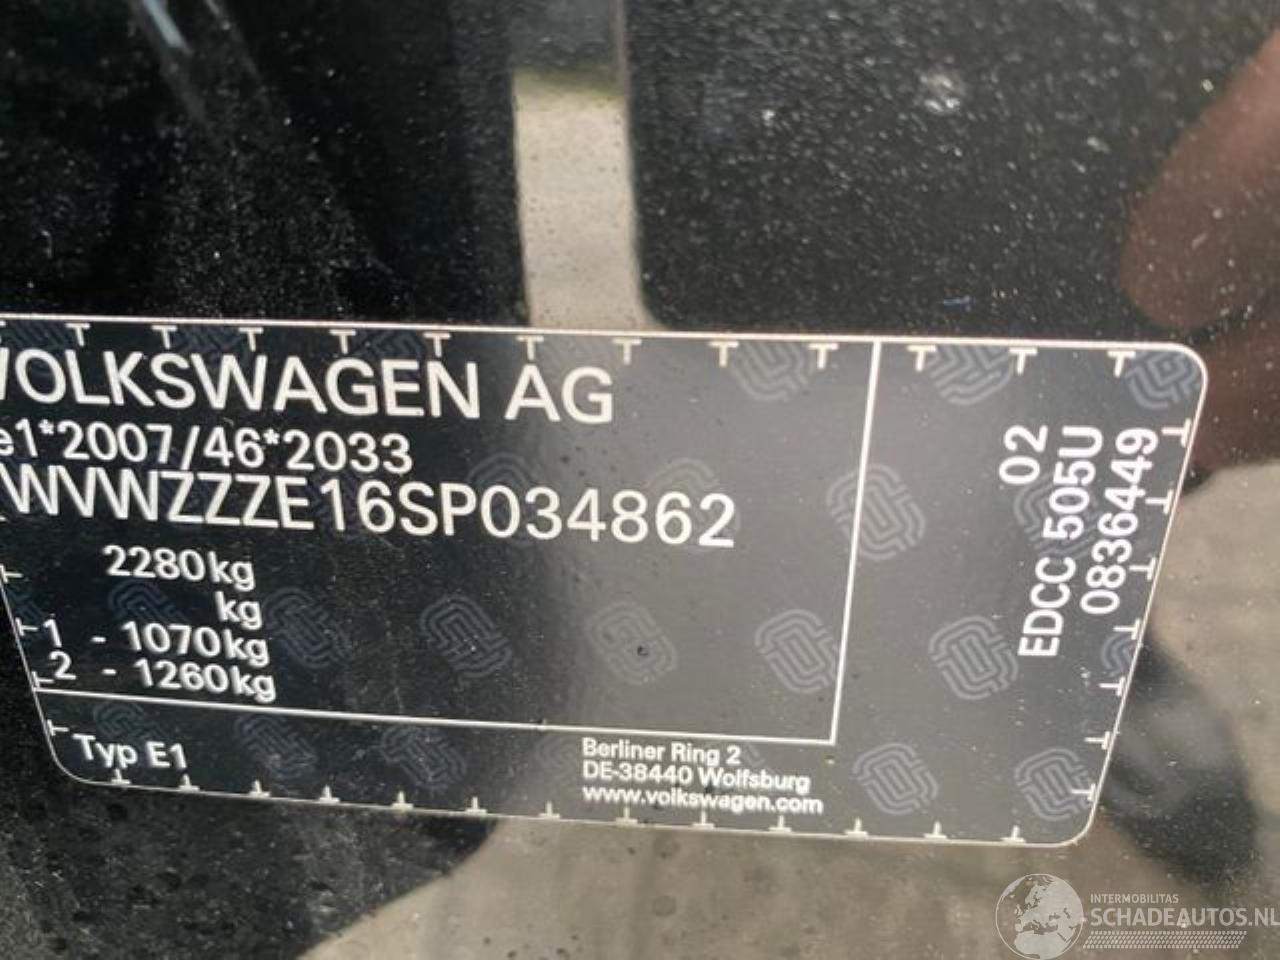 VOLKSWAGEN AG
e1*2007/46*2033
WVWZZZE16SP034862
2280kg
kg
1 - 1070kg
2 - 1260kg
Typ E1
Berliner Ring 2
DE-38440 Wolfsburg
www.volkswagen.com
02
EDCC 505U
0836449
INTERMOBILITAS
SCHADEAUTOS.NL